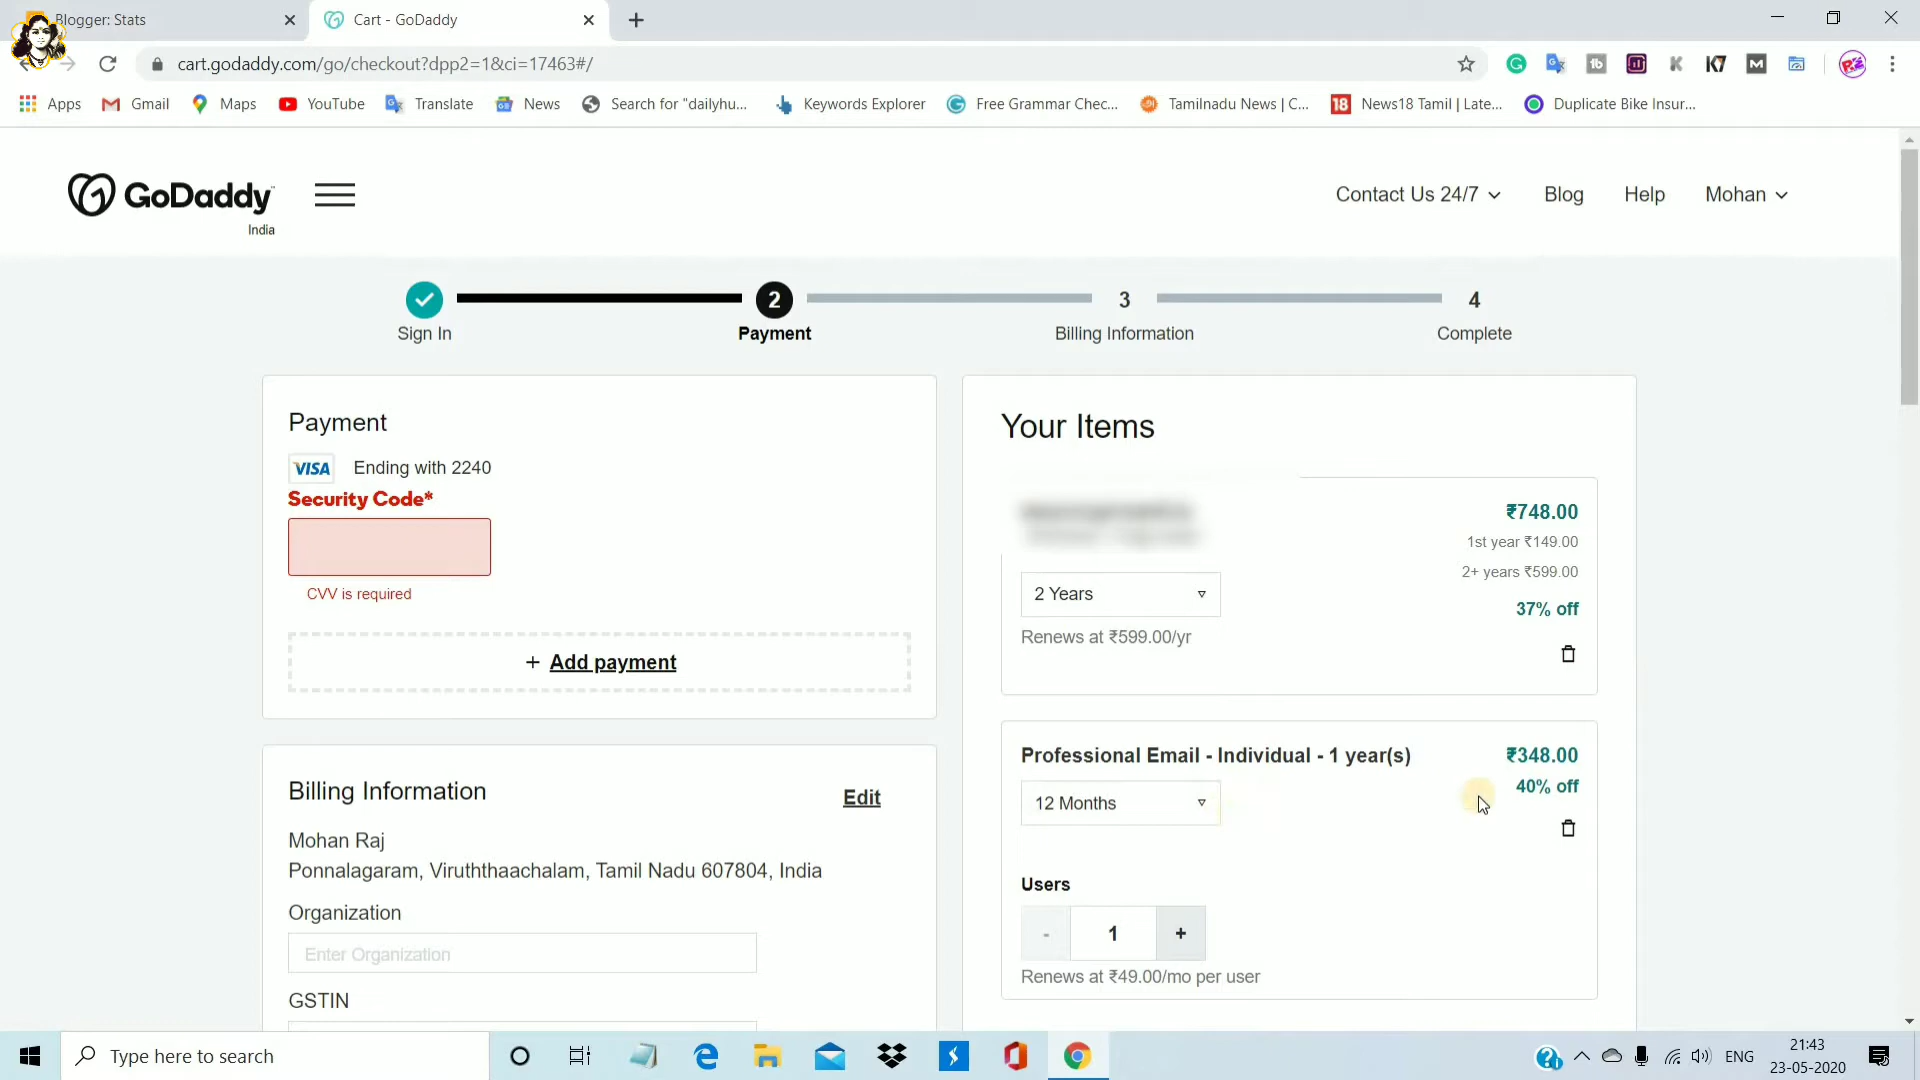 Blogger: Stats
Cart - GoDaddy
cart.godaddy.com/go/checkout?dpp2=1&ci=17463#/
Apps
Gmail
Maps
YouTube
Translate
News
Search for "dailyhu...
Keywords Explorer
Free Grammar Chec...
Tamilnadu News | C...
18
News18 Tamil | Late...
Duplicate Bike Insur...
GoDaddy
India
Contact Us 24/7
Blog
Help
Mohan
2
3
4
Sign In
Payment
Billing Information
Complete
Payment
VISA
Ending with 2240
Security Code*
CVV is required
+ Add payment
Billing Information
Edit
Mohan Raj
Ponnalagaram, Viruththaachalam, Tamil Nadu 607804, India
Organization
Enter Organization
GSTIN
Your Items
₹748.00
1st year ₹149.00
2+ years ₹599.00
37% off
2 Years
Renews at ₹599.00/yr
Professional Email - Individual - 1 year(s)
₹348.00
40% off
12 Months
Users
- 1 +
Renews at ₹49.00/mo per user
Type here to search
ENG
21:43
23-05-2020